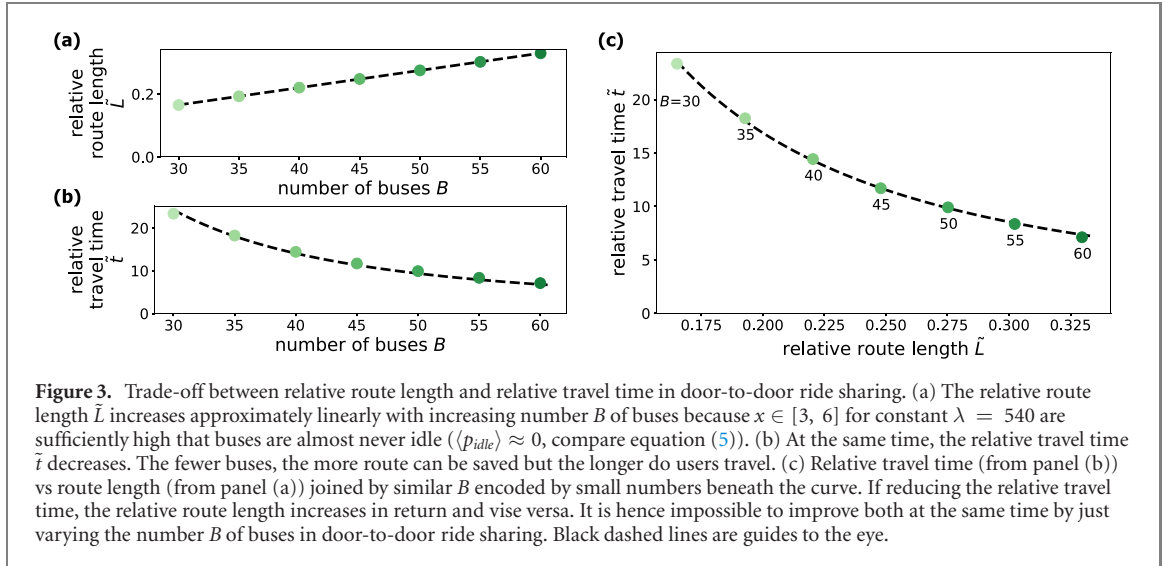 (a)
relative
route length
L̃
0.2
0.0
30 35 40 45 50 55 60
number of buses B
(b)
relative
travel time
t̃
20
10
0
30 35 40 45 50 55 60
number of buses B
(c)
relative travel time t̃
20
15
10
5
0
B=30
35
40
45
50
55
60
0.175 0.200 0.225 0.250 0.275 0.300 0.325
relative route length L̃
Figure 3. Trade-off between relative route length and relative travel time in door-to-door ride sharing. (a) The relative route
length L̃ increases approximately linearly with increasing number B of buses because x ∈ [3, 6] for constant λ = 540 are
sufficiently high that buses are almost never idle (⟨p_idle⟩ ≈ 0, compare equation (5)). (b) At the same time, the relative travel time
t̃ decreases. The fewer buses, the more route can be saved but the longer do users travel. (c) Relative travel time (from panel (b))
vs route length (from panel (a)) joined by similar B encoded by small numbers beneath the curve. If reducing the relative travel
time, the relative route length increases in return and vise versa. It is hence impossible to improve both at the same time by just
varying the number B of buses in door-to-door ride sharing. Black dashed lines are guides to the eye.